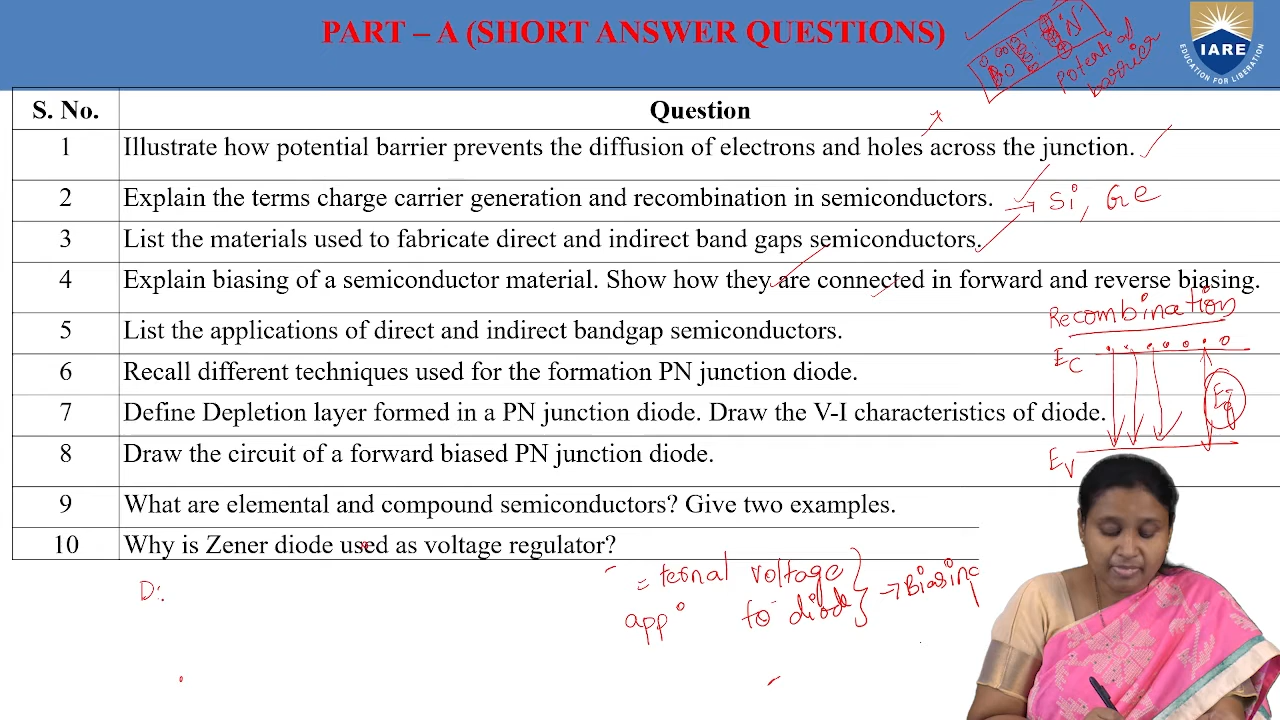 PART – A (SHORT ANSWER QUESTIONS)
N
Potential
barrier
IARE
EDUCATION FOR LIBERATION
S. No. Question
1 Illustrate how potential barrier prevents the diffusion of electrons and holes across the junction.
2 Explain the terms charge carrier generation and recombination in semiconductors. → Si, Ge
3 List the materials used to fabricate direct and indirect band gaps semiconductors.
4 Explain biasing of a semiconductor material. Show how they are connected in forward and reverse biasing.
Recombination
5 List the applications of direct and indirect bandgap semiconductors.
EC
6 Recall different techniques used for the formation PN junction diode.
7 Define Depletion layer formed in a PN junction diode. Draw the V-I characteristics of diode.
8 Draw the circuit of a forward biased PN junction diode.
EV
9 What are elemental and compound semiconductors? Give two examples.
10 Why is Zener diode used as voltage regulator?
D:
ternal voltage
app to diode → Biasing